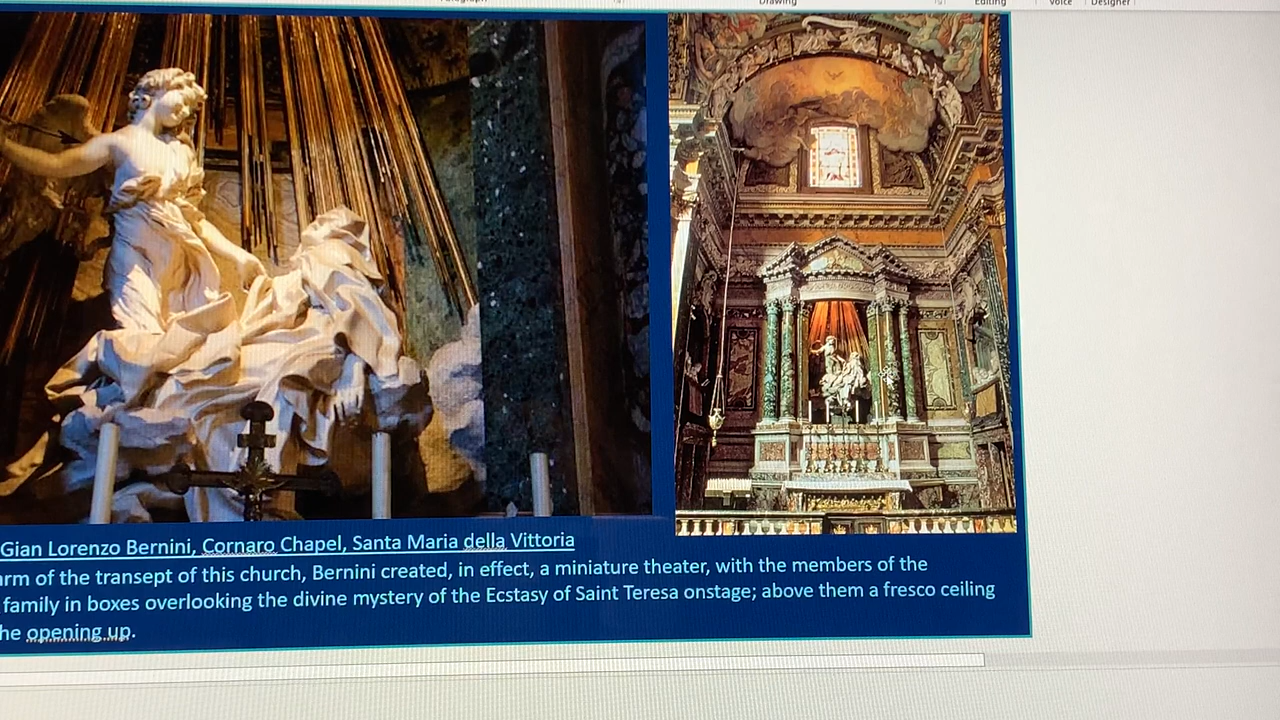 Drawing
Editing
Voice
Designer
Gian Lorenzo Bernini, Cornaro Chapel, Santa Maria della Vittoria
of the transept of this church, Bernini created, in effect, a miniature theater, with the members of the
family in boxes overlooking the divine mystery of the Ecstasy of Saint Teresa onstage; above them a fresco ceiling
opening up.